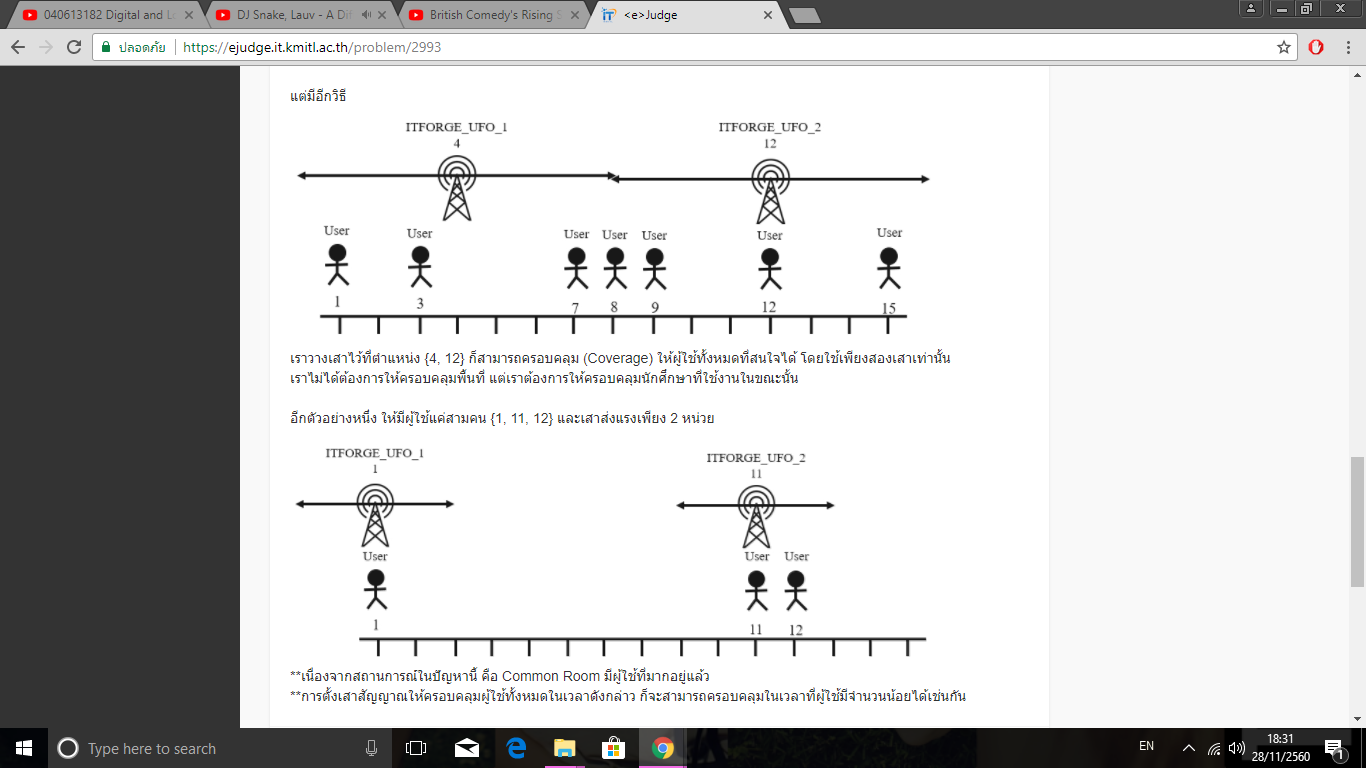 040613182 Digital and L
DJ Snake, Lauv - A Di
British Comedy's Rising S
<e>Judge
ปลอดภัย
https://ejudge.it.kmitl.ac.th/problem/2993
แต่มีอีกวิธี
ITFORGE_UFO_1
4
ITFORGE_UFO_2
12
User
User
User
User
User
User
User
1
3
7
8
9
12
15
เราวางเสาไว้ที่ตำแหน่ง {4, 12} ก็สามารถครอบคลุม (Coverage) ให้ผู้ใช้ทั้งหมดที่สนใจได้ โดยใช้เพียงสองเสาเท่านั้น
เราไม่ได้ต้องการให้ครอบคลุมพื้นที่ แต่เราต้องการให้ครอบคลุมนักศึกษาที่ใช้งานในขณะนั้น
อีกตัวอย่างหนึ่ง ให้มีผู้ใช้แค่สามคน {1, 11, 12} และเสาส่งแรงเพียง 2 หน่วย
ITFORGE_UFO_1
1
ITFORGE_UFO_2
11
User
User
User
1
11
12
**เนื่องจากสถานการณ์ในปัญหานี้ คือ Common Room มีผู้ใช้ที่มากอยู่แล้ว
**การตั้งเสาสัญญาณให้ครอบคลุมผู้ใช้ทั้งหมดในเวลาดังกล่าว ก็จะสามารถครอบคลุมในเวลาที่ผู้ใช้มีจำนวนน้อยได้เช่นกัน
Type here to search
EN
18:31
28/11/2560
1